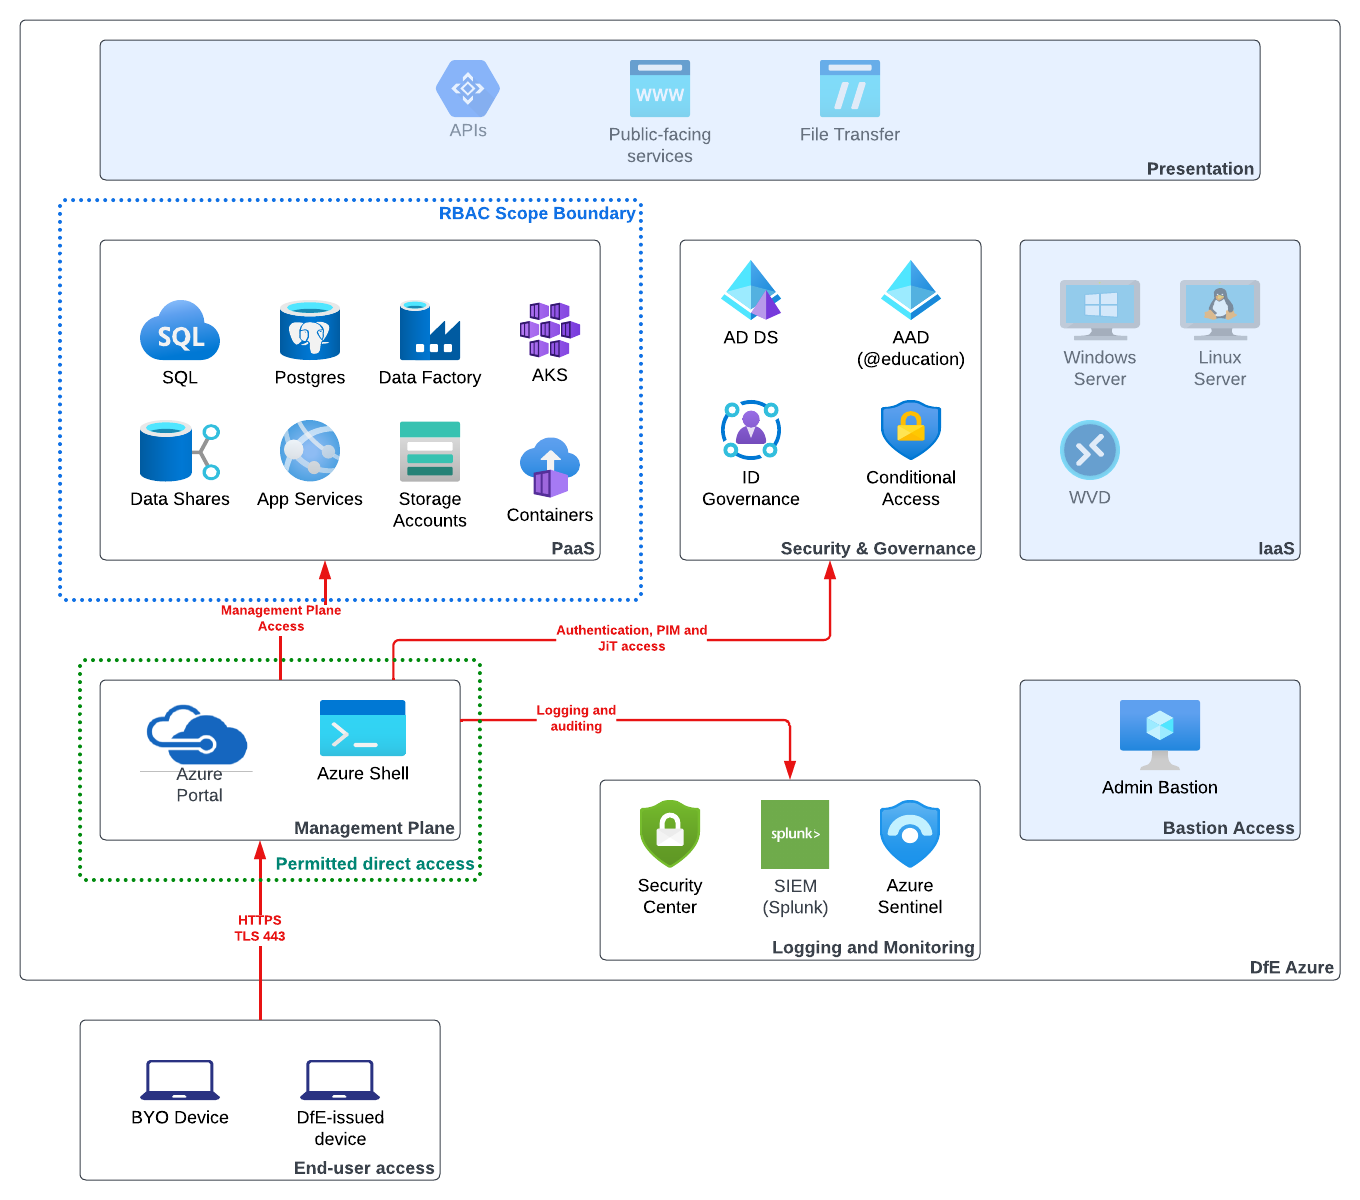 APIs
WWW
Public-facing
services
File Transfer
Presentation
RBAC Scope Boundary
SQL
SQL
Postgres
Data Factory
AKS
Data Shares
App Services
Storage
Accounts
Containers
PaaS
AD DS
AAD
(@education)
ID
Governance
Conditional
Access
Security & Governance
Windows
Server
Linux
Server
WVD
IaaS
Management Plane
Access
Authentication, PIM and
JiT access
Logging and
auditing
Azure
Portal
Azure Shell
Management Plane
Permitted direct access
Security
Center
splunk>
SIEM
(Splunk)
Azure
Sentinel
Logging and Monitoring
Admin Bastion
Bastion Access
DfE Azure
HTTPS
TLS 443
BYO Device
DfE-issued
device
End-user access